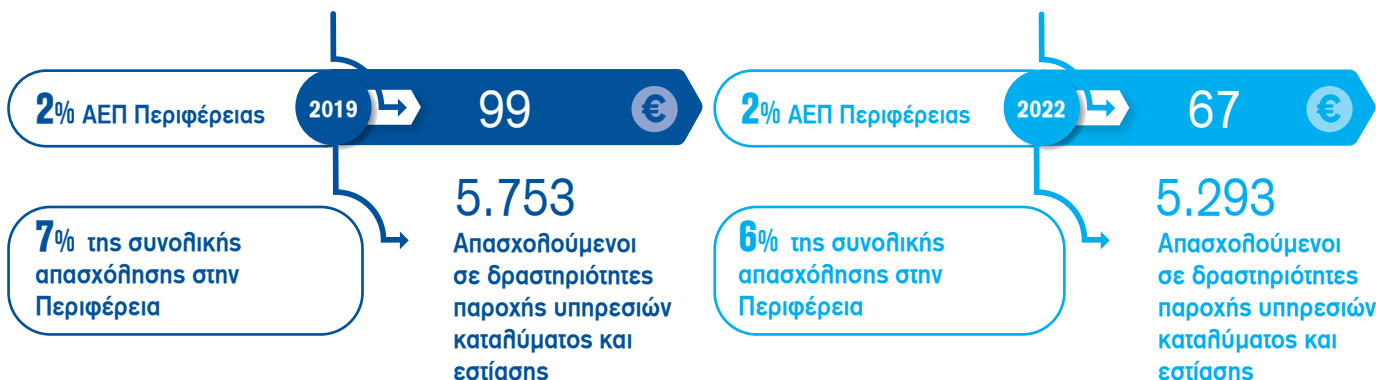 2% ΑΕΠ Περιφέρειας
2019
99
€
7% της συνολικής
απασχόλησης στην
Περιφέρεια
5.753
Απασχολούμενοι
σε δραστηριότητες
παροχής υπηρεσιών
καταλύματος και
εστίασης
2% ΑΕΠ Περιφέρειας
2022
67
€
6% της συνολικής
απασχόλησης στην
Περιφέρεια
5.293
Απασχολούμενοι
σε δραστηριότητες
παροχής υπηρεσιών
καταλύματος και
εστίασης